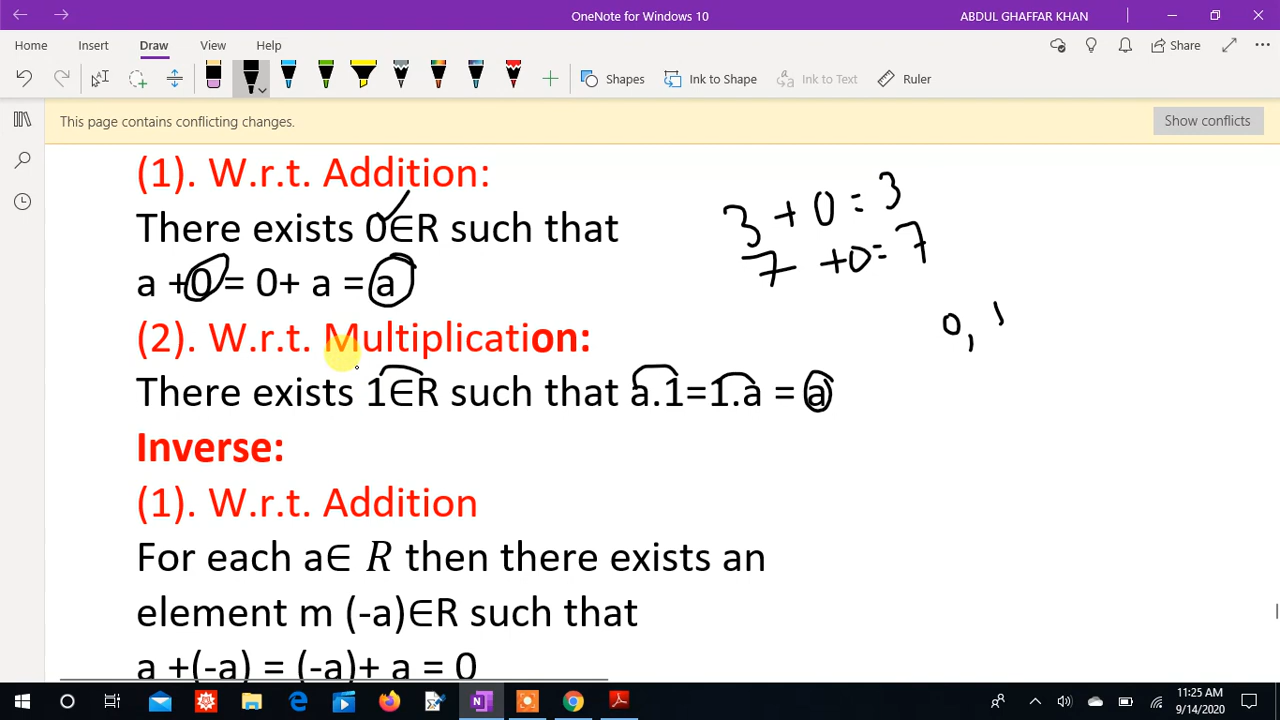 OneNote for Windows 10
ABDUL GHAFFAR KHAN
Home Insert Draw View Help
Share
Shapes
Ink to Shape
Ink to Text
Ruler
This page contains conflicting changes.
Show conflicts
(1). W.r.t. Addition:
There exists 0∈R such that
a +0 = 0+ a = a
3 + 0 = 3
7 +0 = 7
0, 1
(2). W.r.t. Multiplication:
There exists 1∈R such that a.1=1.a = a
Inverse:
(1). W.r.t. Addition
For each a∈ R then there exists an
element m (-a)∈R such that
a +(-a) = (-a)+ a = 0
11:25 AM
9/14/2020